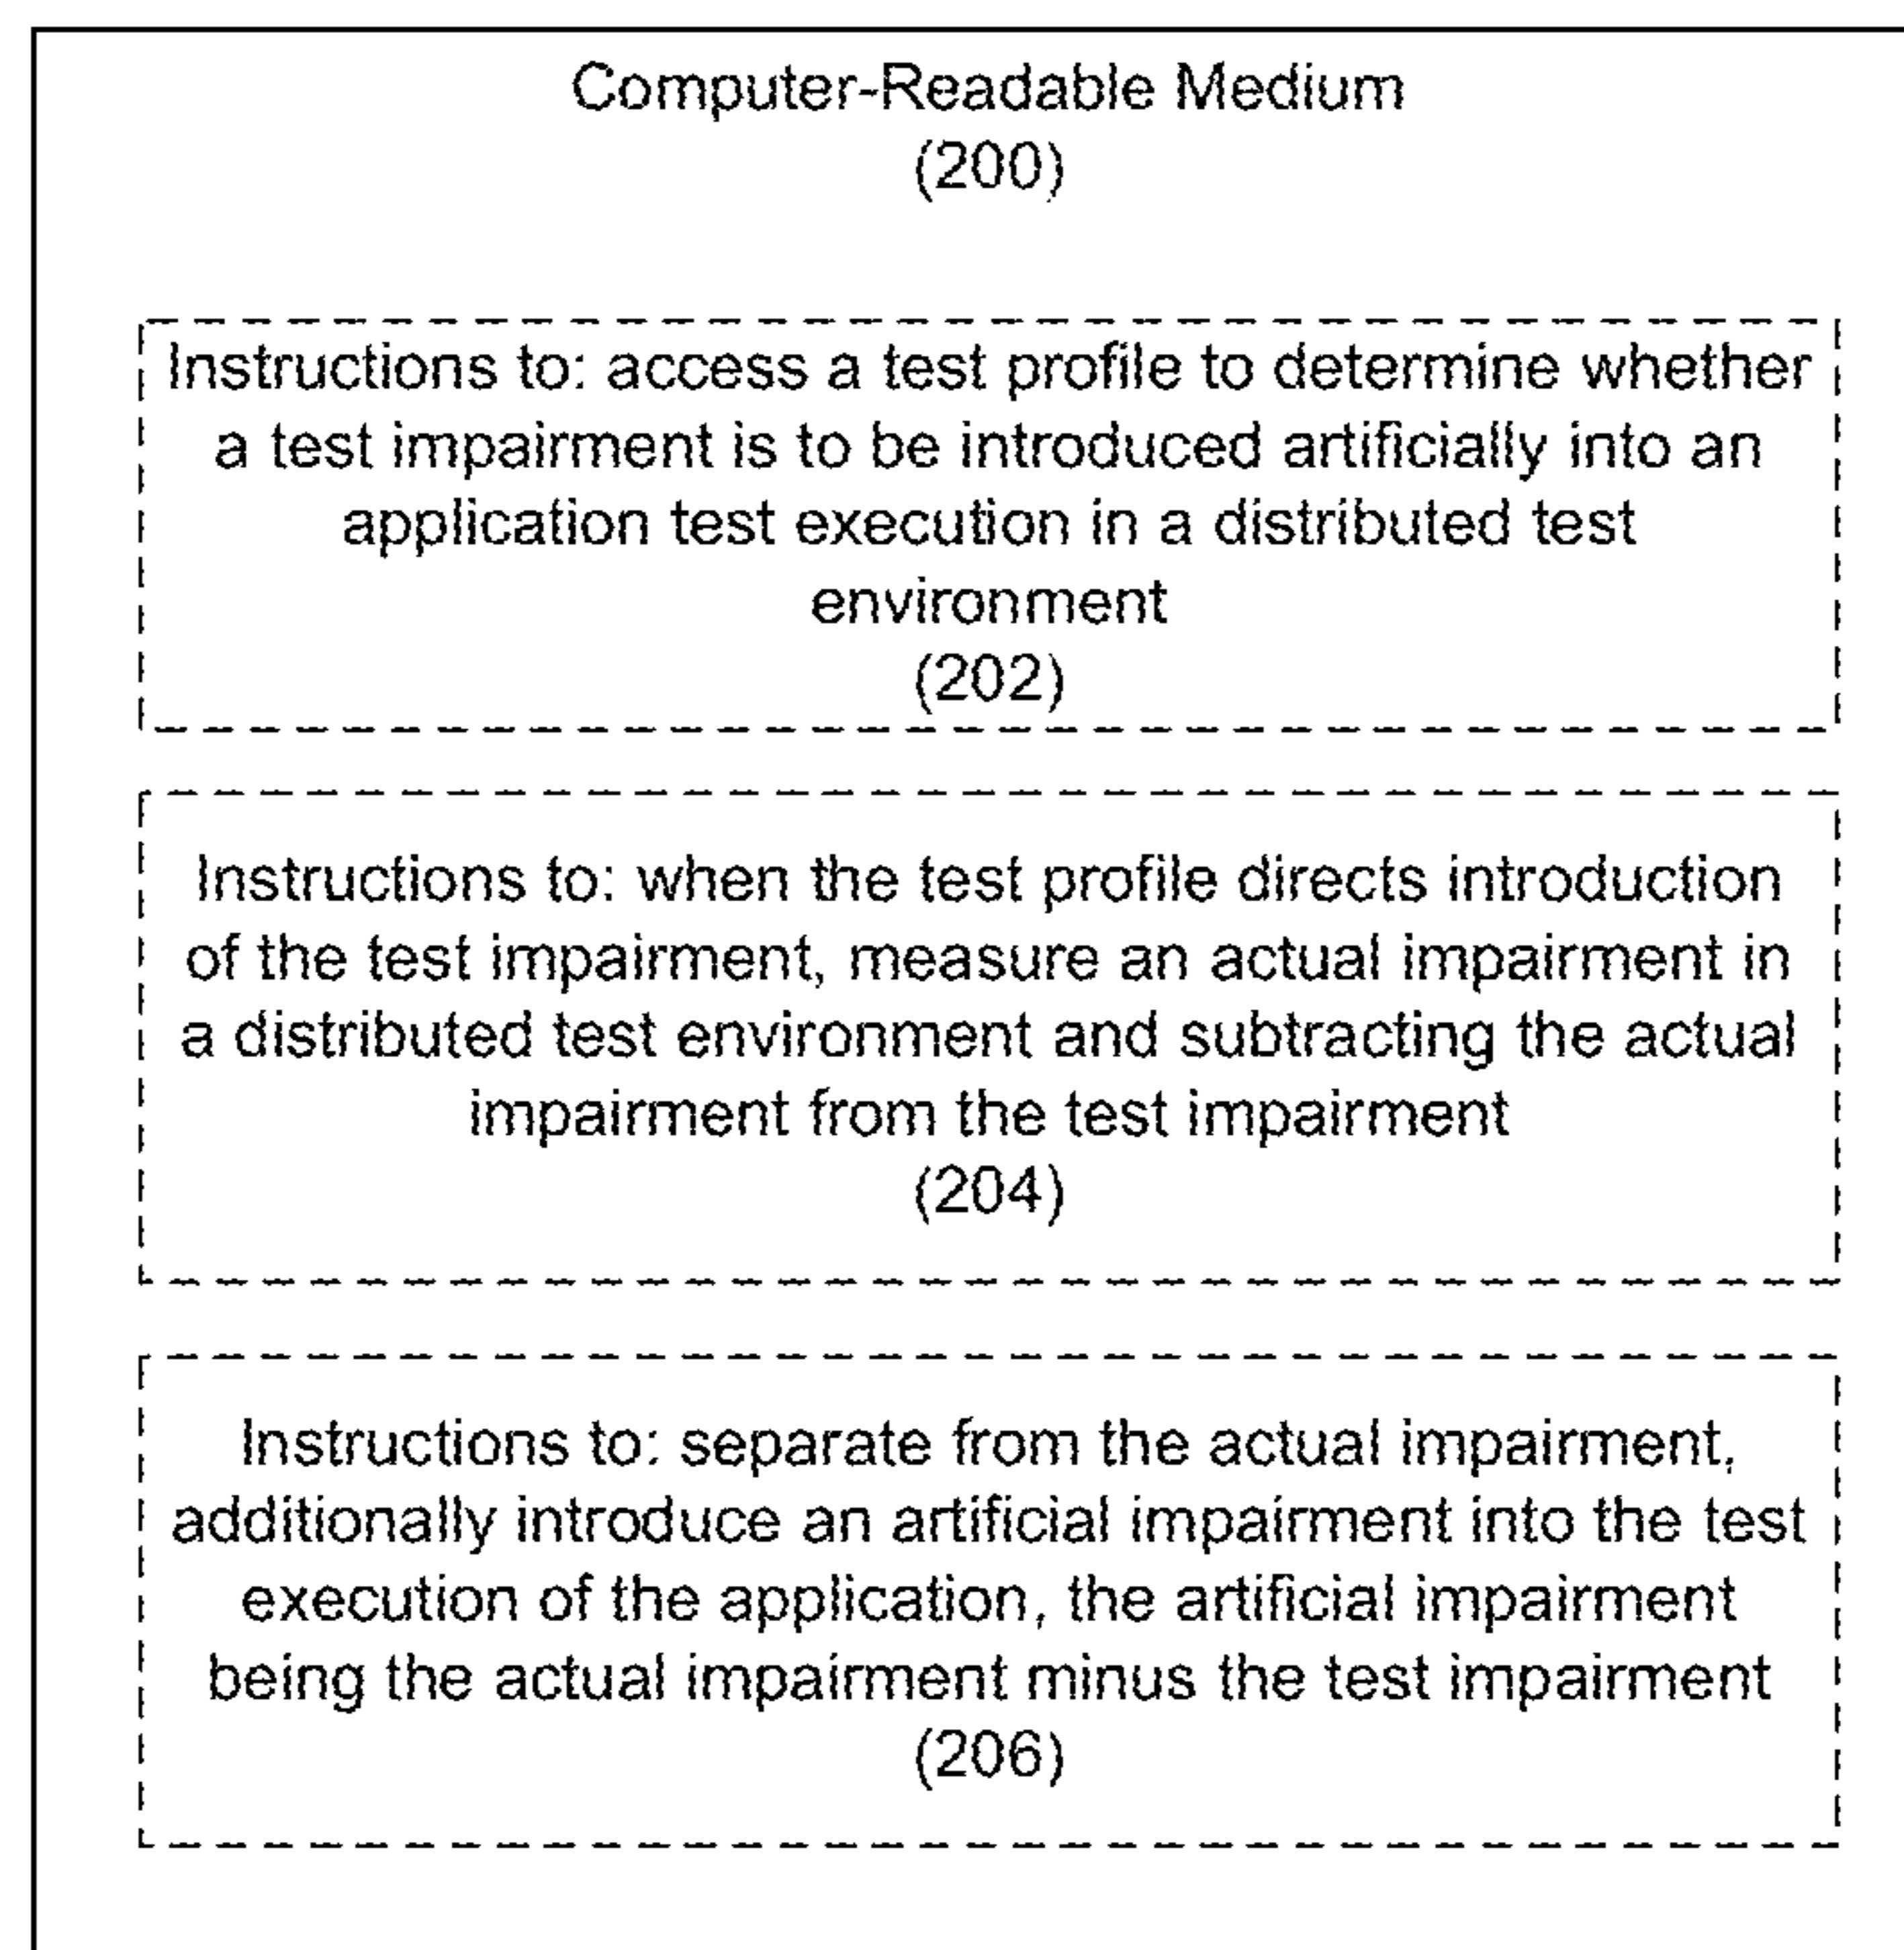 Computer-Readable Medium
(200)
Instructions to: access a test profile to determine whether
a test impairment is to be introduced artificially into an
application test execution in a distributed test
environment
(202)
Instructions to: when the test profile directs introduction
of the test impairment, measure an actual impairment in
a distributed test environment and subtracting the actual
impairment from the test impairment
(204)
Instructions to: separate from the actual impairment,
additionally introduce an artificial impairment into the test
execution of the application, the artificial impairment
being the actual impairment minus the test impairment
(206)